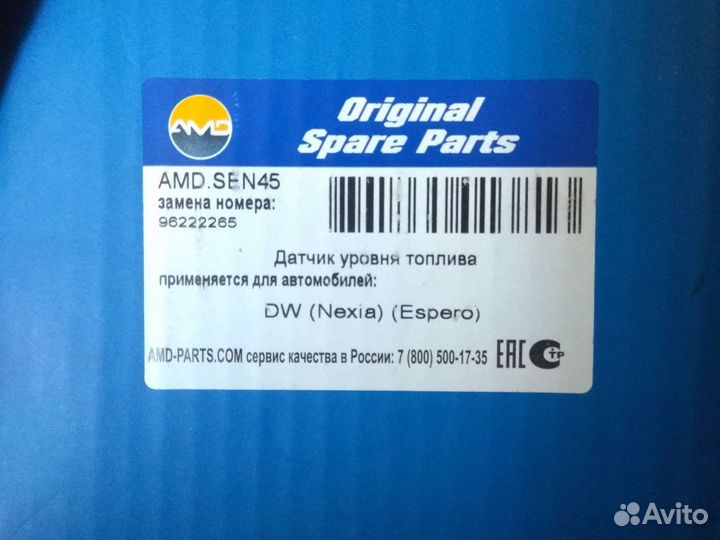 AMD
Original
Spare Parts
AMD.SEN45
замена номера:
96222265
Датчик уровня топлива
применяется для автомобилей:
DW (Nexia) (Espero)
AMD-PARTS.COM сервис качества в России: 7 (800) 500-17-35 EAC СТР
Avito